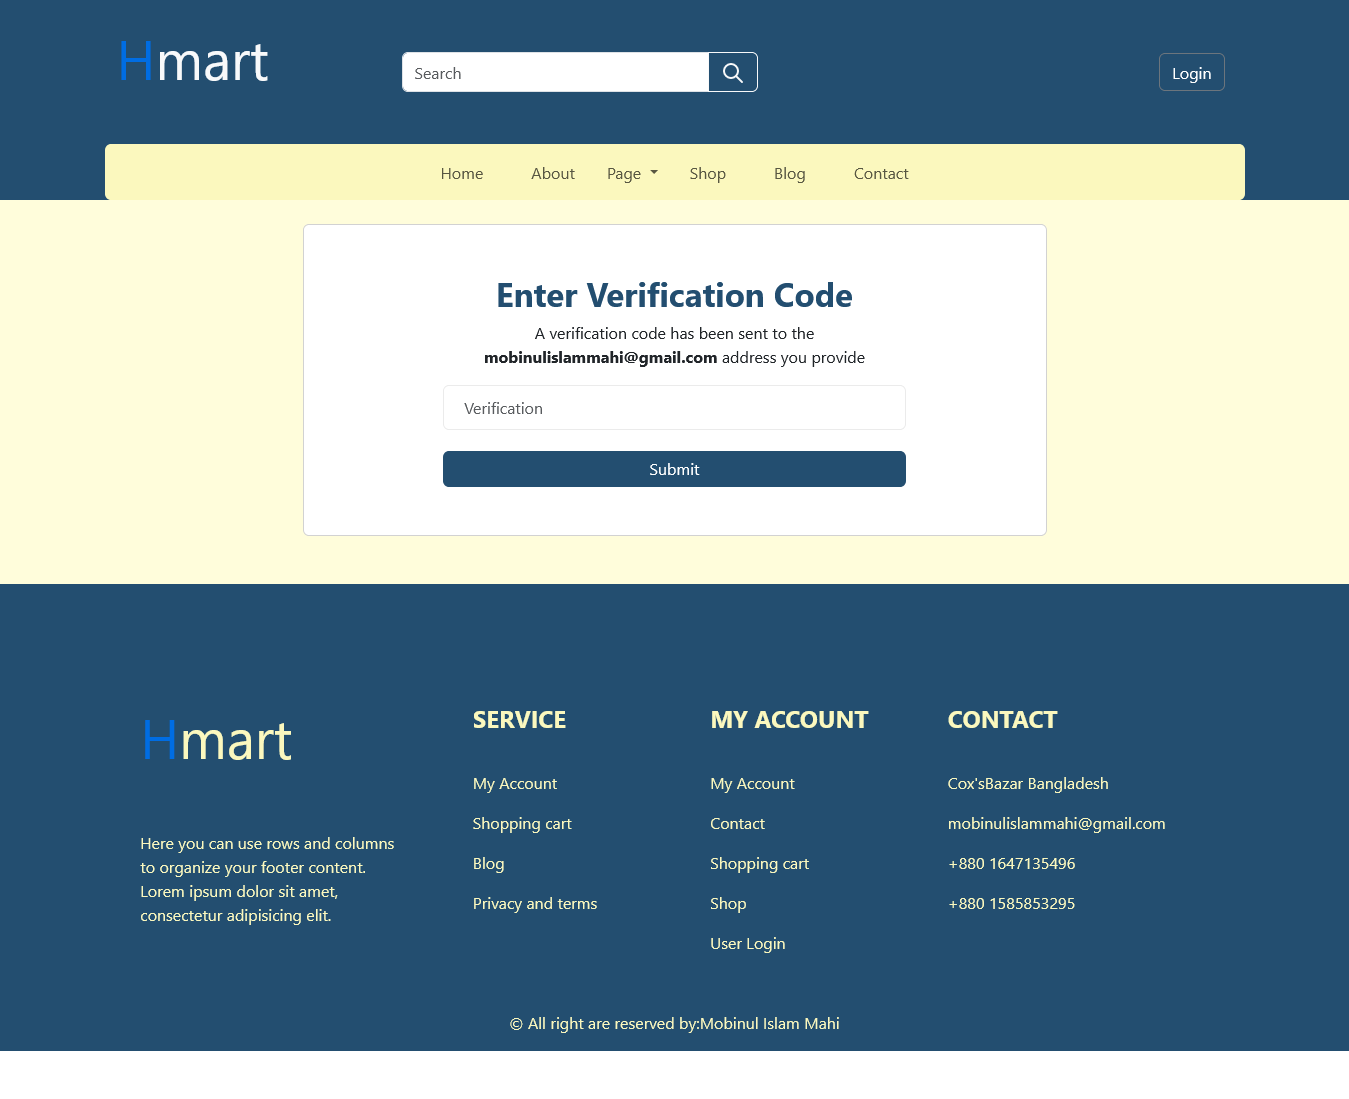 Hmart
Search
Login
Home About Page Shop Blog Contact
Enter Verification Code
A verification code has been sent to the
mobinulislammahi@gmail.com address you provide
Verification
Submit
Hmart
Here you can use rows and columns
to organize your footer content.
Lorem ipsum dolor sit amet,
consectetur adipisicing elit.
SERVICE
My Account
Shopping cart
Blog
Privacy and terms
MY ACCOUNT
My Account
Contact
Shopping cart
Shop
User Login
CONTACT
Cox'sBazar Bangladesh
mobinulislammahi@gmail.com
+880 1647135496
+880 1585853295
© All right are reserved by:Mobinul Islam Mahi